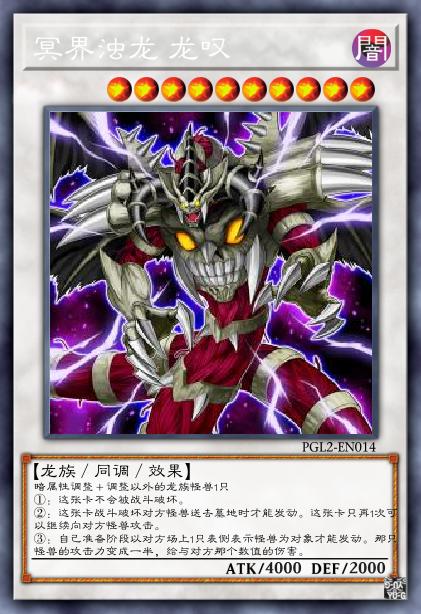 冥界浊龙 龙叹
闇
PGL2-EN014
【龙族／同调／效果】
暗属性调整＋调整以外的龙族怪兽1只
①：这张卡不会被战斗破坏。
②：这张卡战斗破坏对方怪兽送去墓地时才能发动。这张卡只再1次可
以继续向对方怪兽攻击。
③：自己准备阶段以对方场上1只表侧表示怪兽为对象才能发动。那只
怪兽的攻击力变成一半，给与对方那个数值的伤害。
ATK/4000 DEF/2000